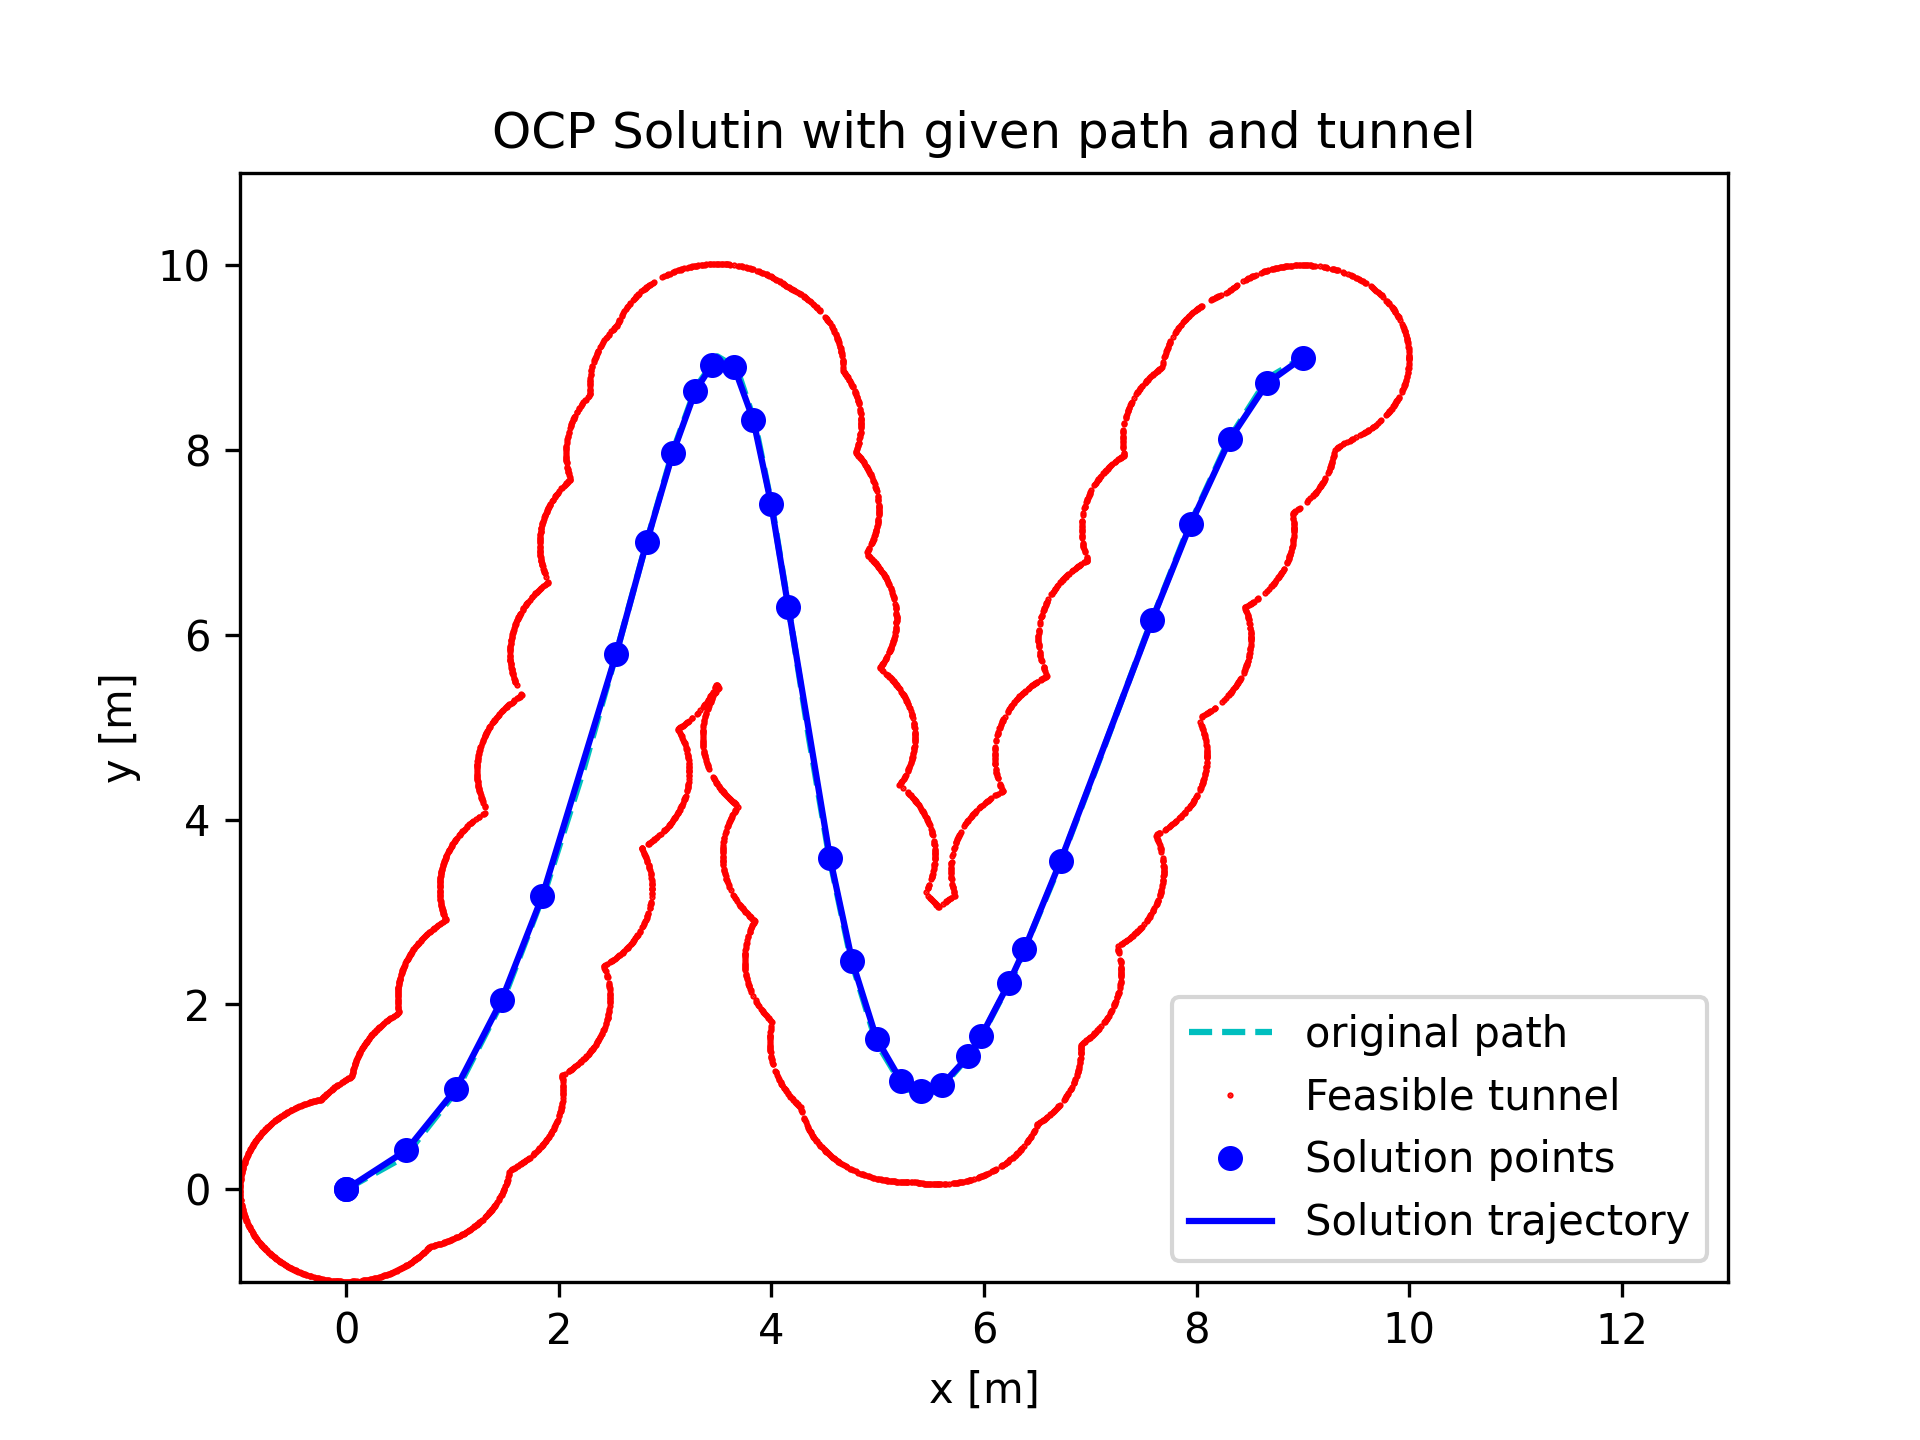 OCP Solutin with given path and tunnel
10
8
6
4
2
0
y [m]
0 2 4 6 8 10 12
x [m]
original path
Feasible tunnel
Solution points
Solution trajectory